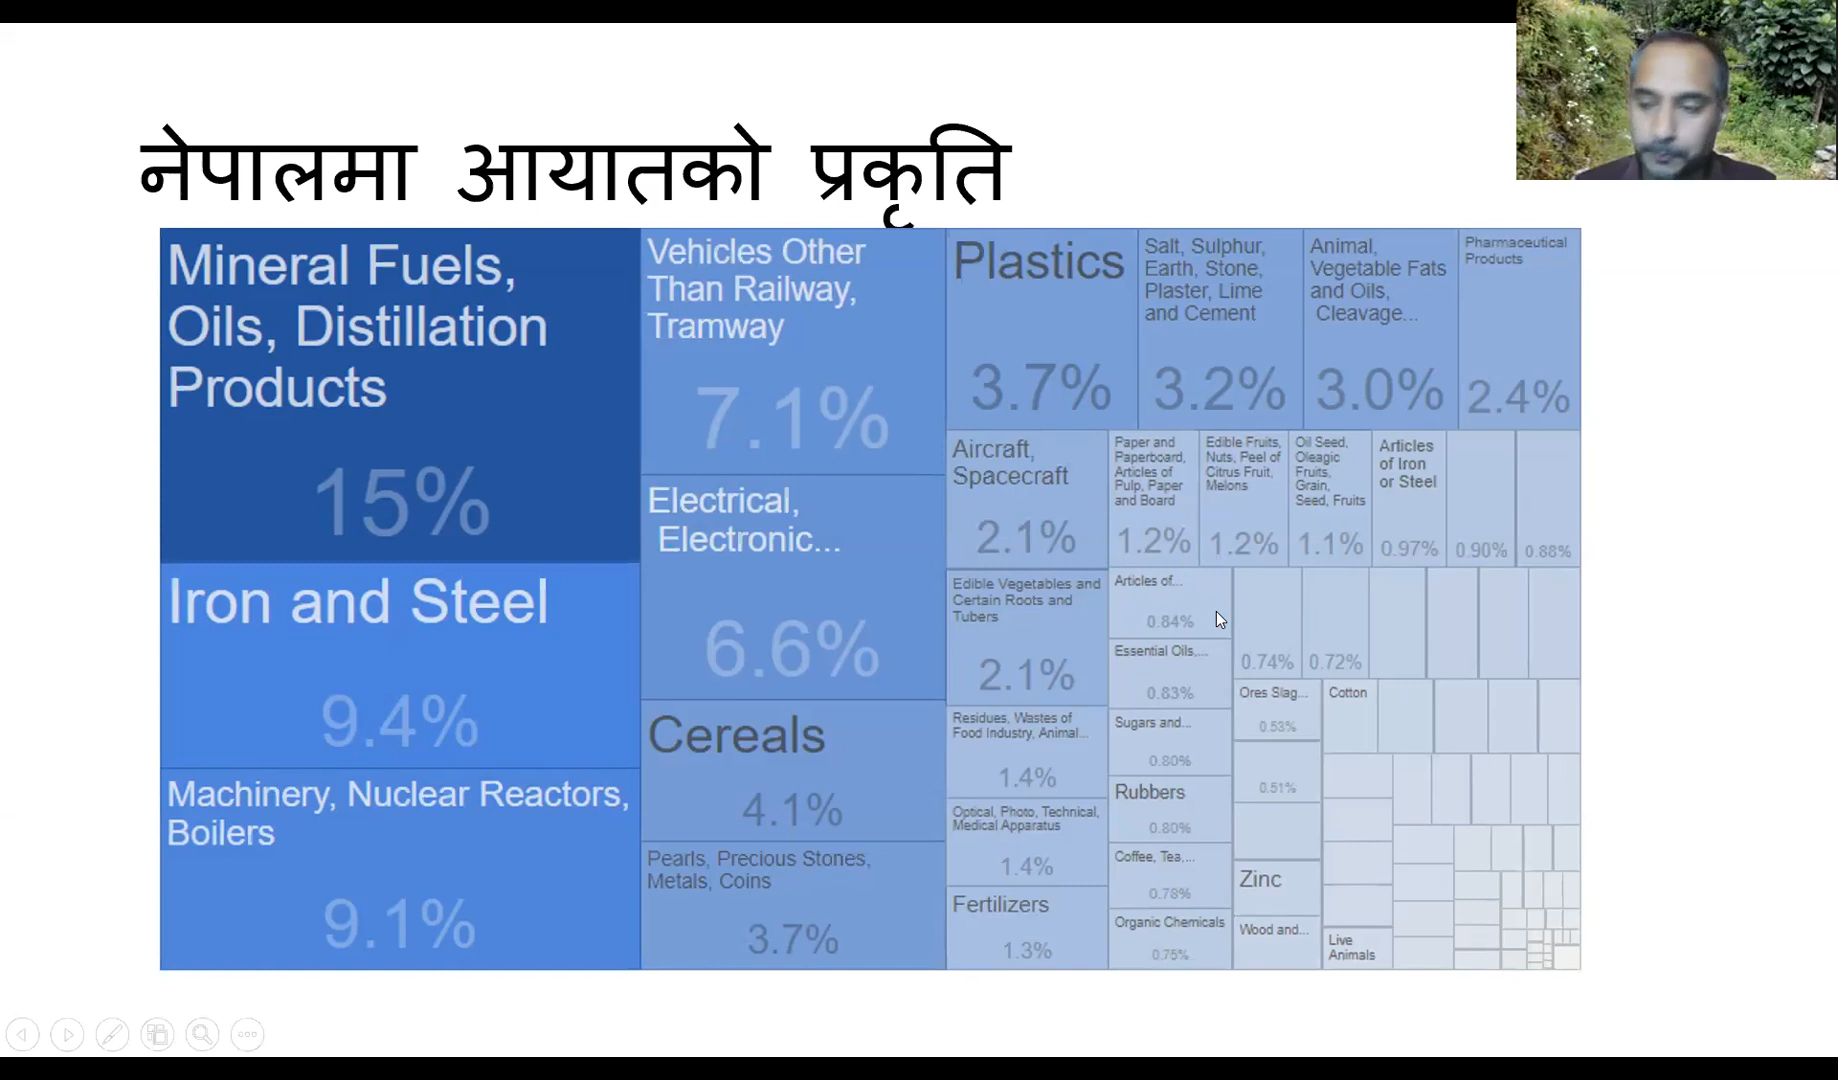 नेपालमा आयातको प्रकृति
Mineral Fuels,
Oils, Distillation
Products
15%
Iron and Steel
9.4%
Machinery, Nuclear Reactors,
Boilers
9.1%
Vehicles Other
Than Railway,
Tramway
7.1%
Electrical,
Electronic...
6.6%
Cereals
4.1%
Pearls, Precious Stones,
Metals, Coins
3.7%
Plastics
3.7%
Salt, Sulphur,
Earth, Stone,
Plaster, Lime
and Cement
3.2%
Animal,
Vegetable Fats
and Oils,
Cleavage...
3.0%
Pharmaceutical
Products
2.4%
Aircraft,
Spacecraft
2.1%
Edible Vegetables and
Certain Roots and
Tubers
2.1%
Residues, Wastes of
Food Industry, Animal...
1.4%
Optical, Photo, Technical,
Medical Apparatus
1.4%
Fertilizers
1.3%
Paper and
Paperboard,
Articles of
Pulp, Paper
and Board
1.2%
Edible Fruits,
Nuts, Peel of
Citrus Fruit,
Melons
1.2%
Oil Seed,
Oleagic
Fruits,
Grain,
Seed, Fruits
1.1%
Articles
of Iron
or Steel
0.97%
0.90%
0.88%
Articles of...
0.84%
Essential Oils,...
0.83%
Sugars and...
0.80%
Rubbers
0.80%
Coffee, Tea,...
0.78%
Organic Chemicals
0.75%
0.74%
0.72%
Ores Slag...
0.53%
0.51%
Zinc
Wood and...
Cotton
Live
Animals